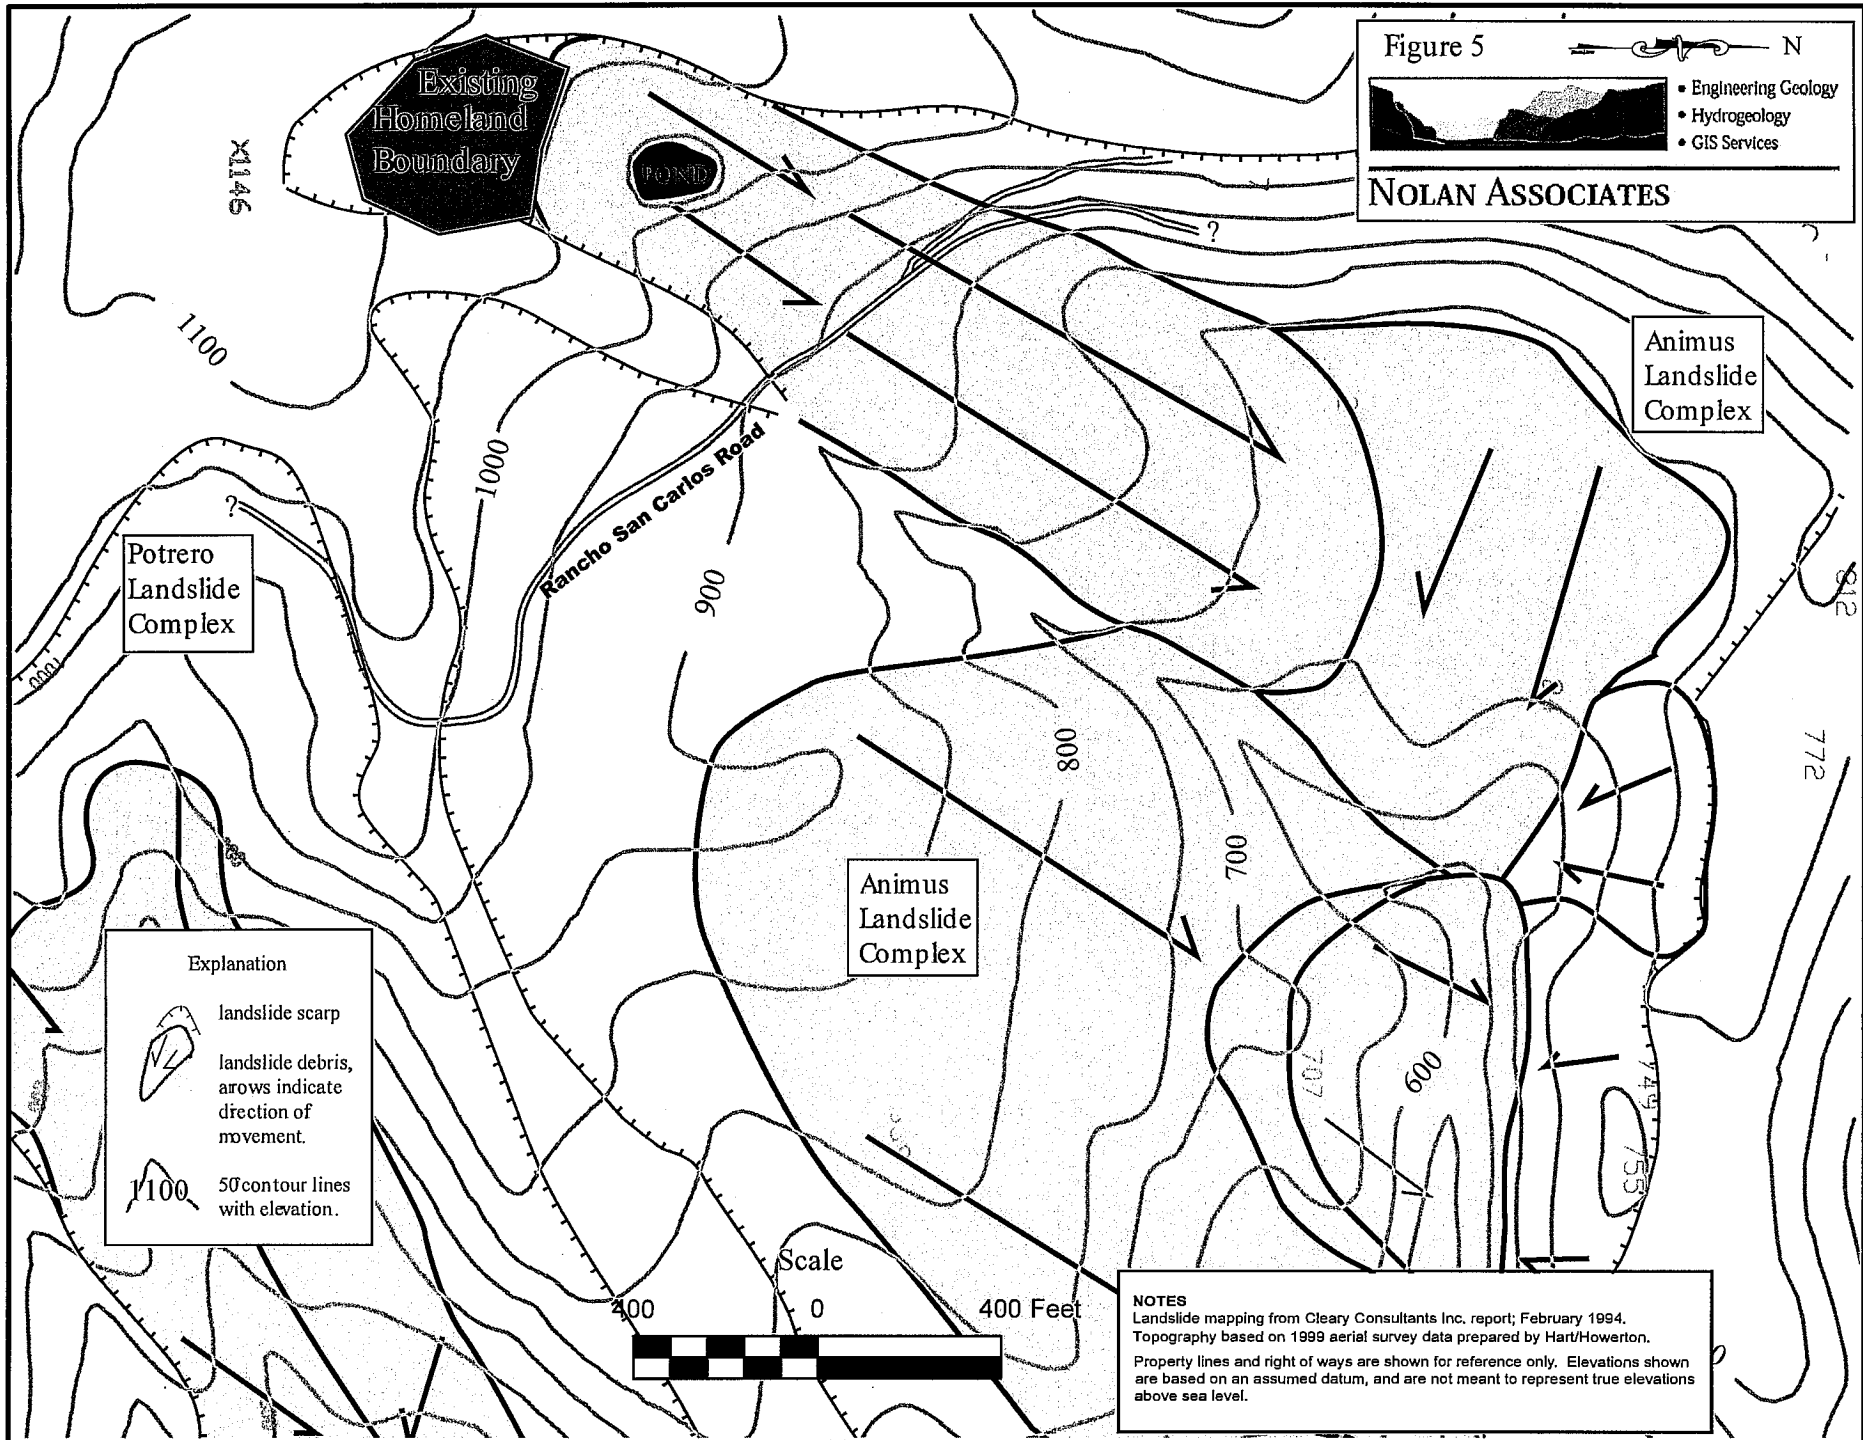 Figure 5
N
• Engineering Geology
• Hydrogeology
• GIS Services
NOLAN ASSOCIATES
Existing
Homeland
Boundary
POND
X1146
?
1100
Animus
Landslide
Complex
1000
Rancho San Carlos Road
?
Potrero
Landslide
Complex
900
812
1000
800
772
700
Animus
Landslide
Complex
Explanation
landslide scarp
landslide debris,
arows indicate
direction of
movement.
1100
50' contour lines
with elevation.
707
600
749
755
Scale
400 0 400 Feet
NOTES
Landslide mapping from Cleary Consultants Inc. report; February 1994.
Topography based on 1999 aerial survey data prepared by Hart/Howerton.
Property lines and right of ways are shown for reference only. Elevations shown
are based on an assumed datum, and are not meant to represent true elevations
above sea level.